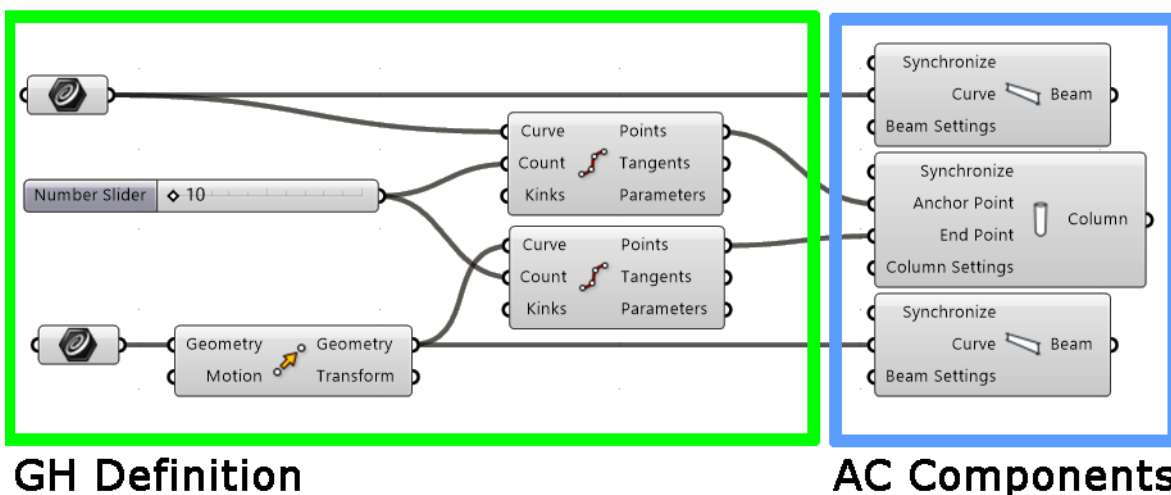 Synchronize
Curve Beam
Beam Settings
Curve Points
Count Tangents
Kinks Parameters
Number Slider 10
Synchronize
Anchor Point
End Point
Column
Column Settings
Curve Points
Count Tangents
Kinks Parameters
Geometry Geometry
Motion Transform
Synchronize
Curve Beam
Beam Settings
GH Definition
AC Components